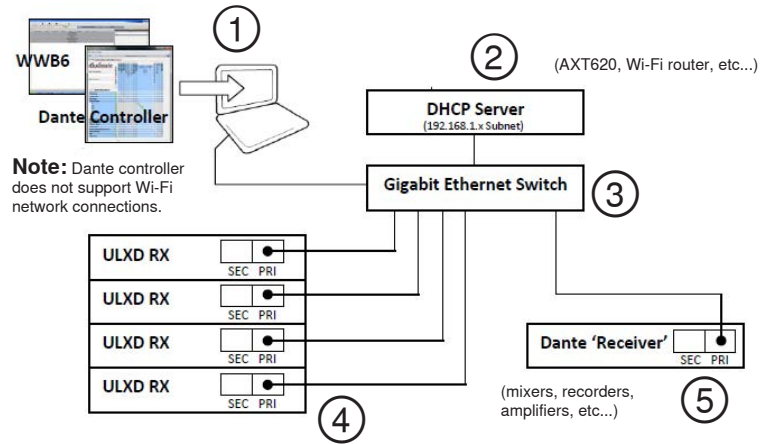 1
WWB6
Dante Controller
Note: Dante controller
does not support Wi-Fi
network connections.
2
(AXT620, Wi-Fi router, etc...)
DHCP Server
(192.168.1.x Subnet)
Gigabit Ethernet Switch
3
ULXD RX
SEC PRI
ULXD RX
SEC PRI
ULXD RX
SEC PRI
ULXD RX
SEC PRI
4
Dante ‘Receiver’
SEC PRI
(mixers, recorders,
amplifiers, etc...)
5